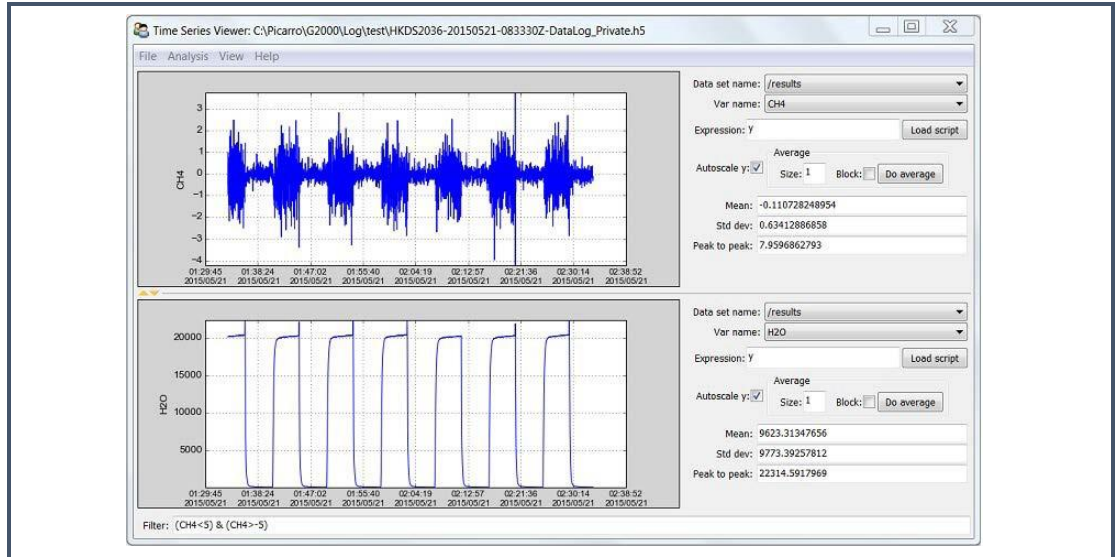 Time Series Viewer: C:\Picarro\G2000\Log\test\HKDS2036-20150521-083330Z-DataLog_Private.h5
File Analysis View Help
CH4
3
2
1
0
−1
−2
−3
−4
01:29:45 01:38:24 01:47:02 01:55:40 02:04:19 02:12:57 02:21:36 02:30:14 02:38:52
2015/05/21 2015/05/21 2015/05/21 2015/05/21 2015/05/21 2015/05/21 2015/05/21 2015/05/21 2015/05/21
Data set name: /results
Var name: CH4
Expression: y Load script
Average
Autoscale y: Size: 1 Block: Do average
Mean: -0.110728248954
Std dev: 0.63412886858
Peak to peak: 7.9596862793
H2O
20000
15000
10000
5000
01:29:45 01:38:24 01:47:02 01:55:40 02:04:19 02:12:57 02:21:36 02:30:14 02:38:52
2015/05/21 2015/05/21 2015/05/21 2015/05/21 2015/05/21 2015/05/21 2015/05/21 2015/05/21 2015/05/21
Data set name: /results
Var name: H2O
Expression: y Load script
Average
Autoscale y: Size: 1 Block: Do average
Mean: 9623.31347656
Std dev: 9773.39257812
Peak to peak: 22314.5917969
Filter: (CH4<5) & (CH4>-5)